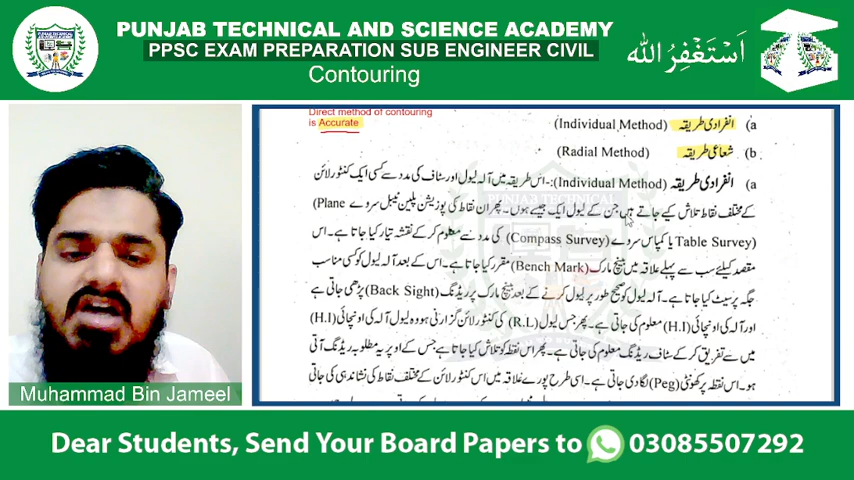 PUNJAB TECHNICAL AND SCIENCE ACADEMY
PPSC EXAM PREPARATION SUB ENGINEER CIVIL
Contouring
اَسْتَغْفِرُ اللّٰه
Direct method of contouring
is Accurate
a) انفرادی طریقہ (Individual Method)
b) شعاعی طریقہ (Radial Method)
a) انفرادی طریقہ (Individual Method):- اس طریقہ میں آلہ لیول اور سٹاف کی مدد سے کسی ایک کنٹور لائن
کے مختلف نقاط تلاش کیے جاتے ہیں جن کے لیول ایک جیسے ہوں۔ پھر ان نقاط کی پوزیشن پلین ٹیبل سروے (Plane
Table Survey) یا کمپاس سروے (Compass Survey) کی مدد سے معلوم کر کے نقشہ تیار کیا جاتا ہے۔ اس
مقصد کیلئے سب سے پہلے علاقہ میں بینچ مارک (Bench Mark) مقرر کیا جاتا ہے۔ اس کے بعد آلہ لیول کو کسی مناسب
جگہ پر سیٹ کیا جاتا ہے۔ آلہ لیول کو صحیح طور پر لیول کرنے کے بعد بینچ مارک پر ریڈنگ (Back Sight) پڑھی جاتی ہے
اور آلہ کی اونچائی (H.I) معلوم کی جاتی ہے۔ پھر جس لیول (R.L) کی کنٹور لائن گزارنی ہو وہ لیول آلہ کی اونچائی (H.I)
میں سے تفریق کر کے سٹاف ریڈنگ معلوم کی جاتی ہے۔ پھر اس نقطہ کو تلاش کیا جاتا ہے جس کے اوپر یہ مطلوبہ ریڈنگ آتی
ہو۔ اس نقطہ پر کھونٹی (Peg) لگا دی جاتی ہے۔ اسی طرح پورے علاقہ میں اس کنٹور لائن کے مختلف نقاط کی نشاندہی کی جاتی
Muhammad Bin Jameel
Dear Students, Send Your Board Papers to 03085507292